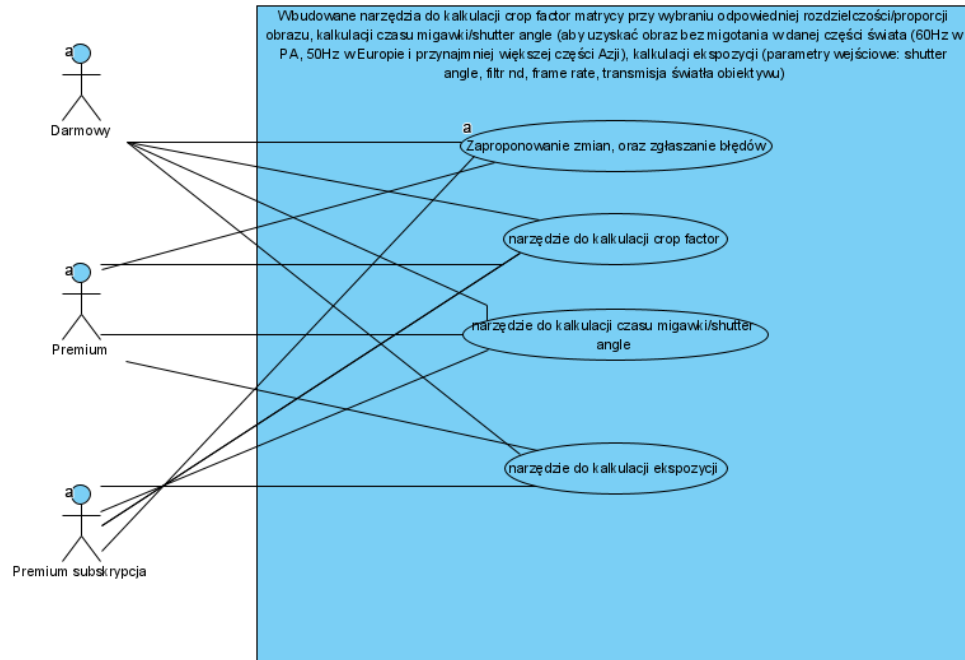 Wbudowane narzędzia do kalkulacji crop factor matrycy przy wybraniu odpowiedniej rozdzielczości/proporcji
obrazu, kalkulacji czasu migawki/shutter angle (aby uzyskać obraz bez migotania w danej części świata (60Hz w
PA, 50Hz w Europie i przynajmniej większej części Azji), kalkulacji ekspozycji (parametry wejściowe: shutter
angle, filtr nd, frame rate, transmisja światła obiektywu)
a
Darmowy
a
Zaproponowanie zmian, oraz zgłaszanie błędów
narzędzie do kalkulacji crop factor
a
Premium
narzędzie do kalkulacji czasu migawki/shutter
angle
narzędzie do kalkulacji ekspozycji
a
Premium subskrypcja